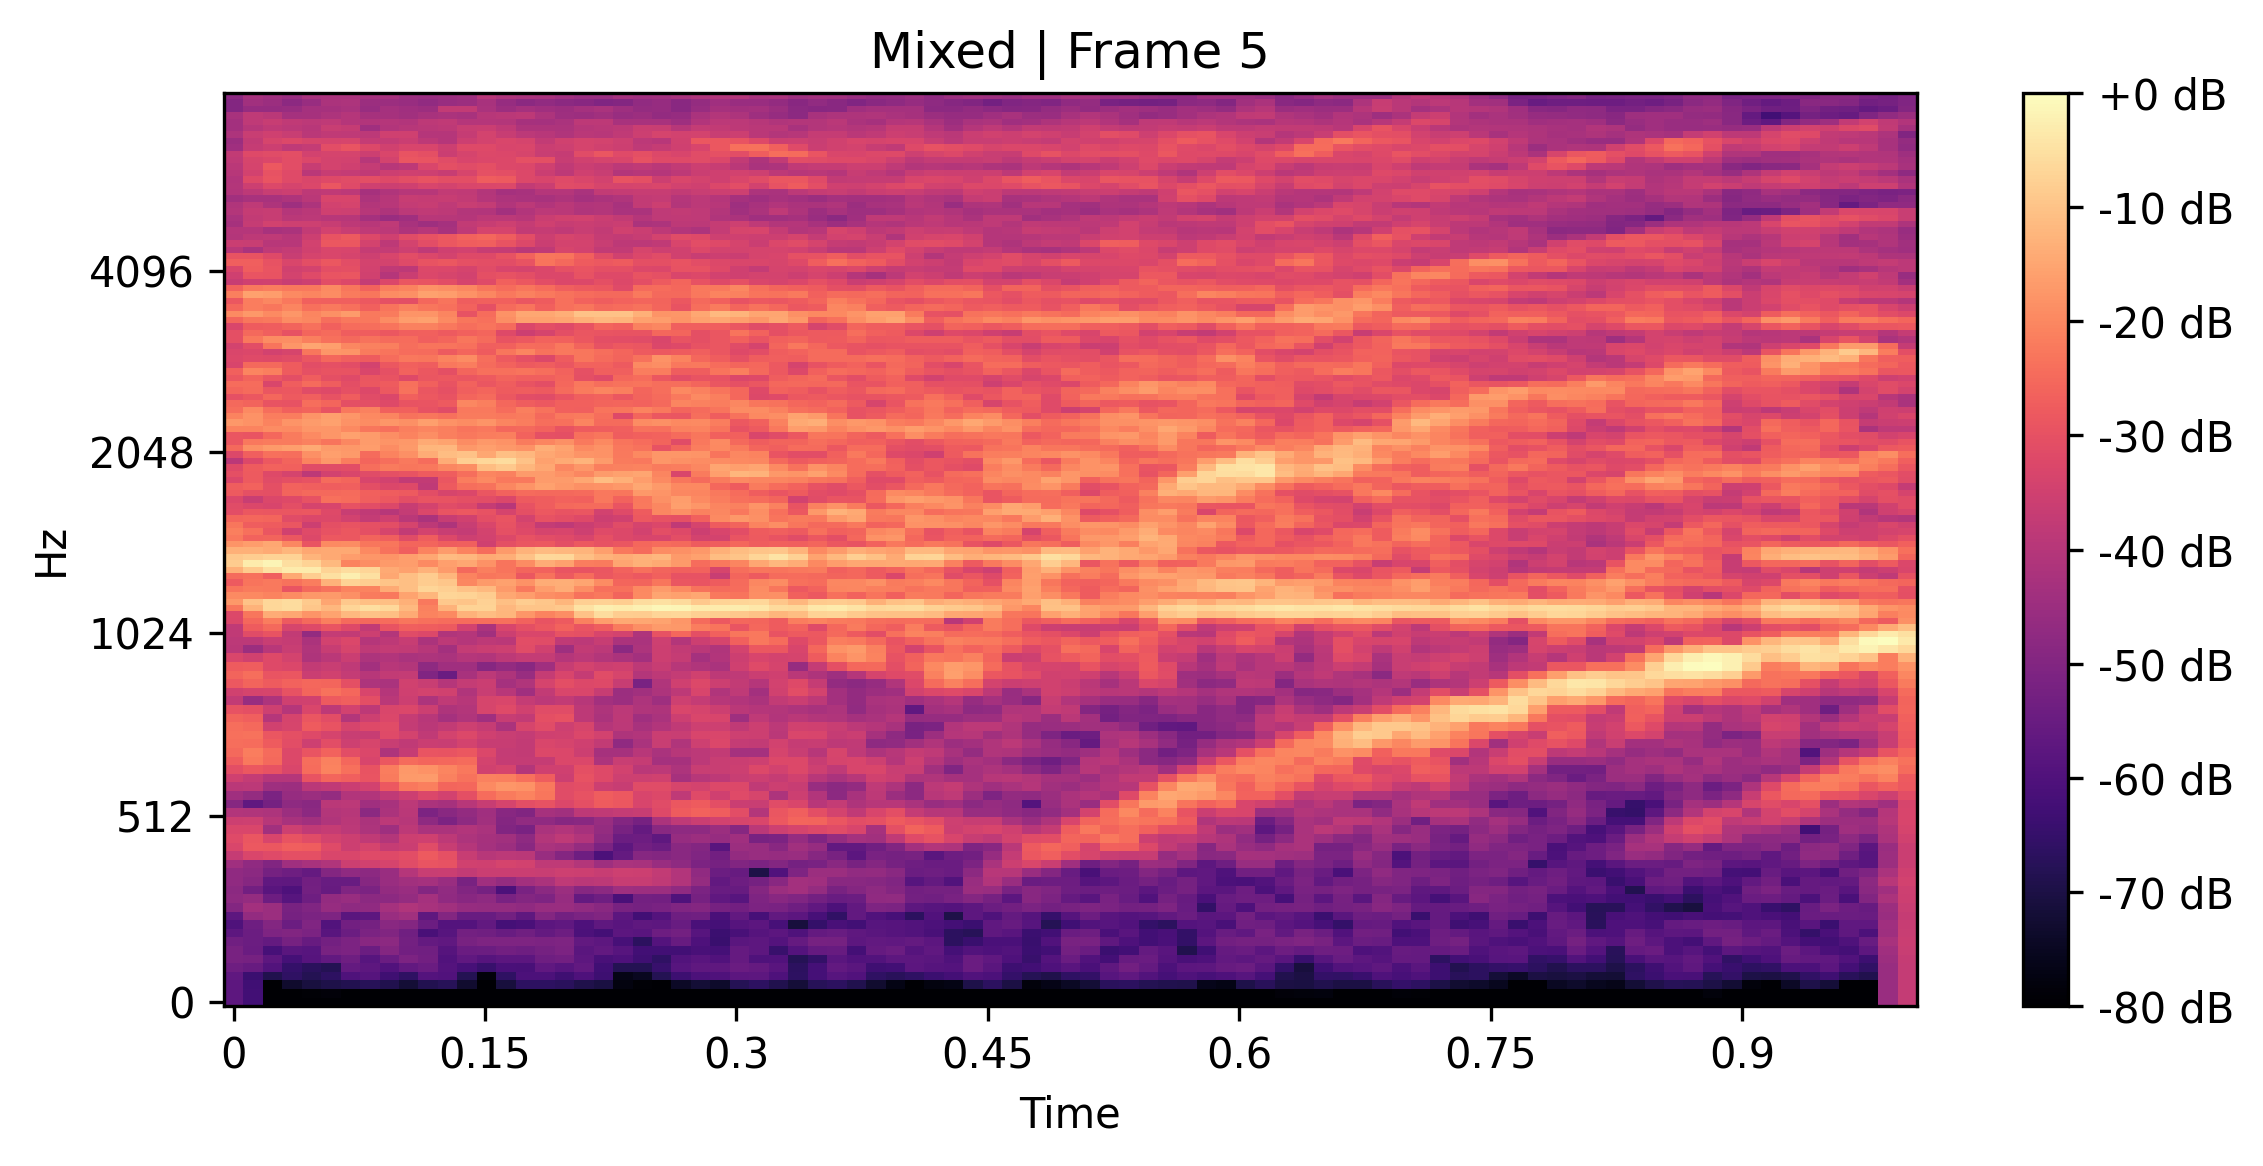 Mixed | Frame 5
+0 dB
-10 dB
-20 dB
-30 dB
-40 dB
-50 dB
-60 dB
-70 dB
-80 dB
Hz
4096
2048
1024
512
0
0 0.15 0.3 0.45 0.6 0.75 0.9
Time